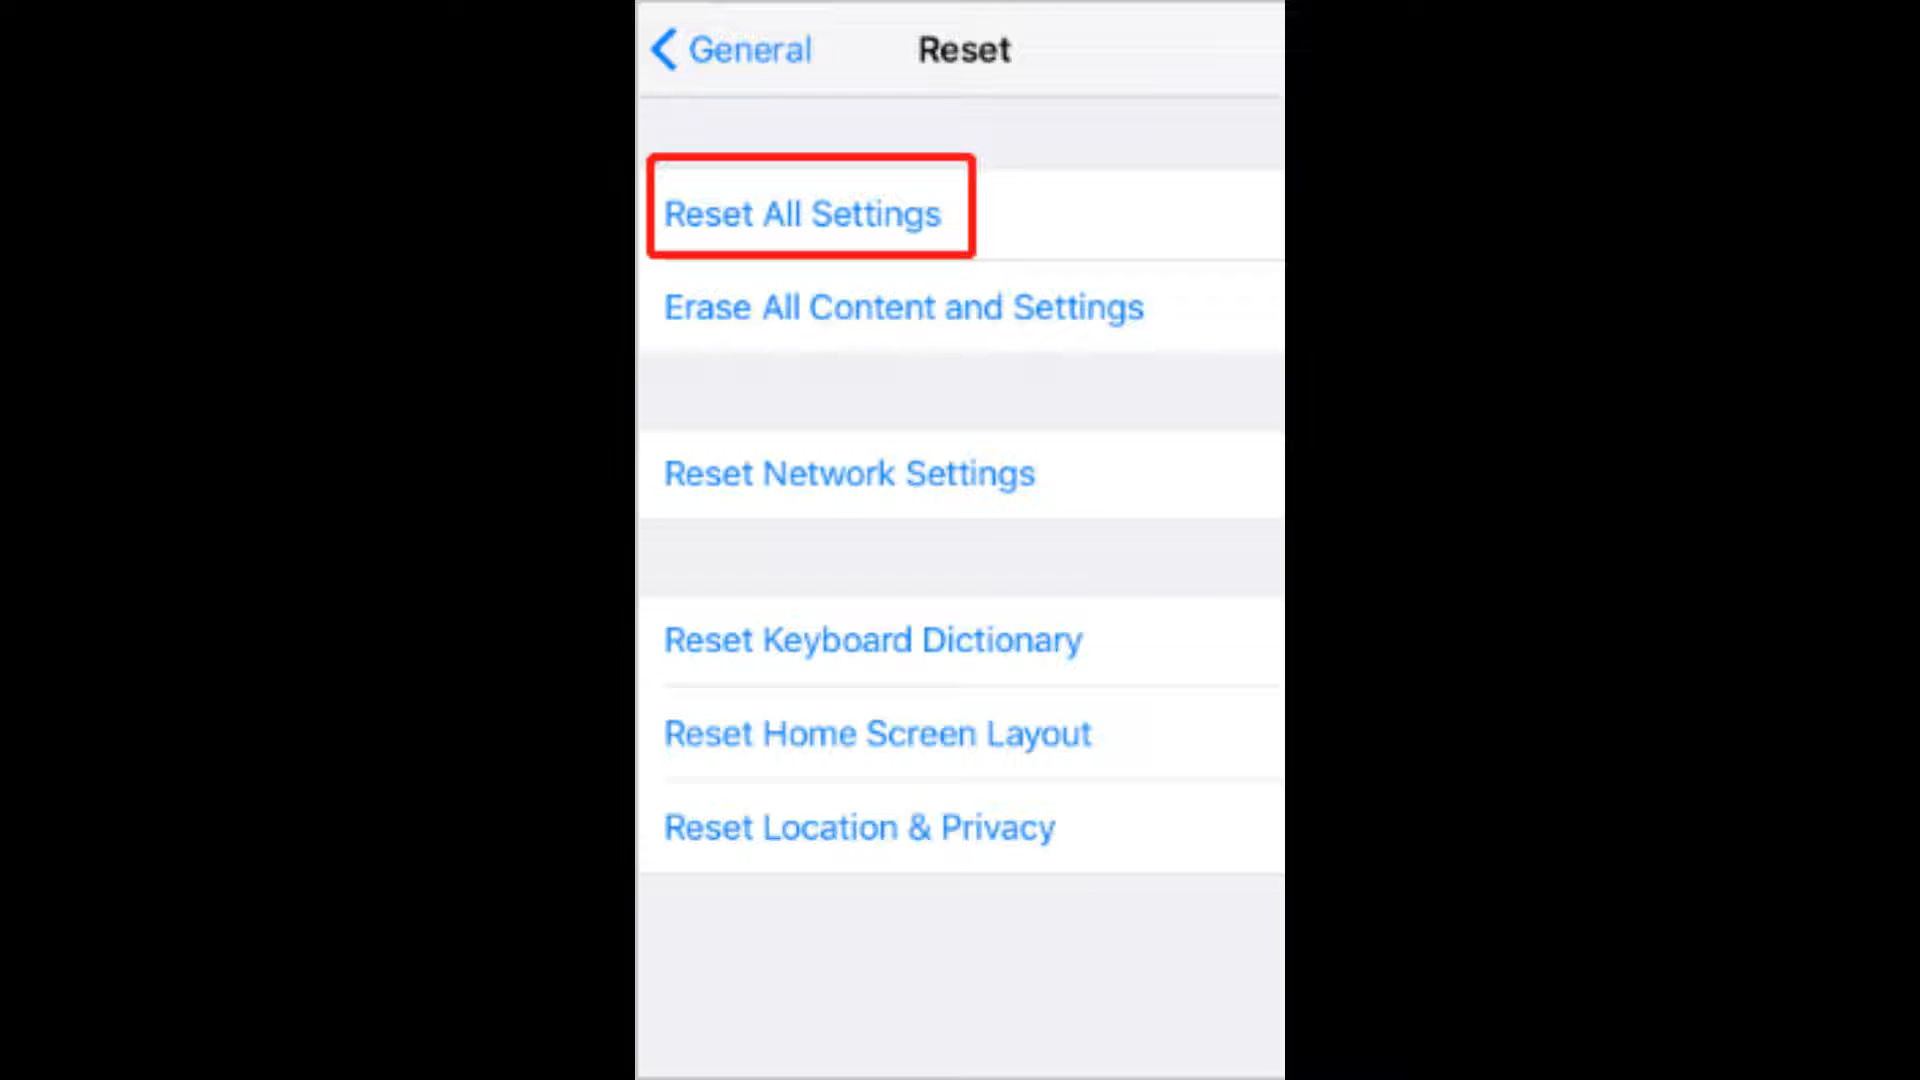 General
Reset
Reset All Settings
Erase All Content and Settings
Reset Network Settings
Reset Keyboard Dictionary
Reset Home Screen Layout
Reset Location & Privacy